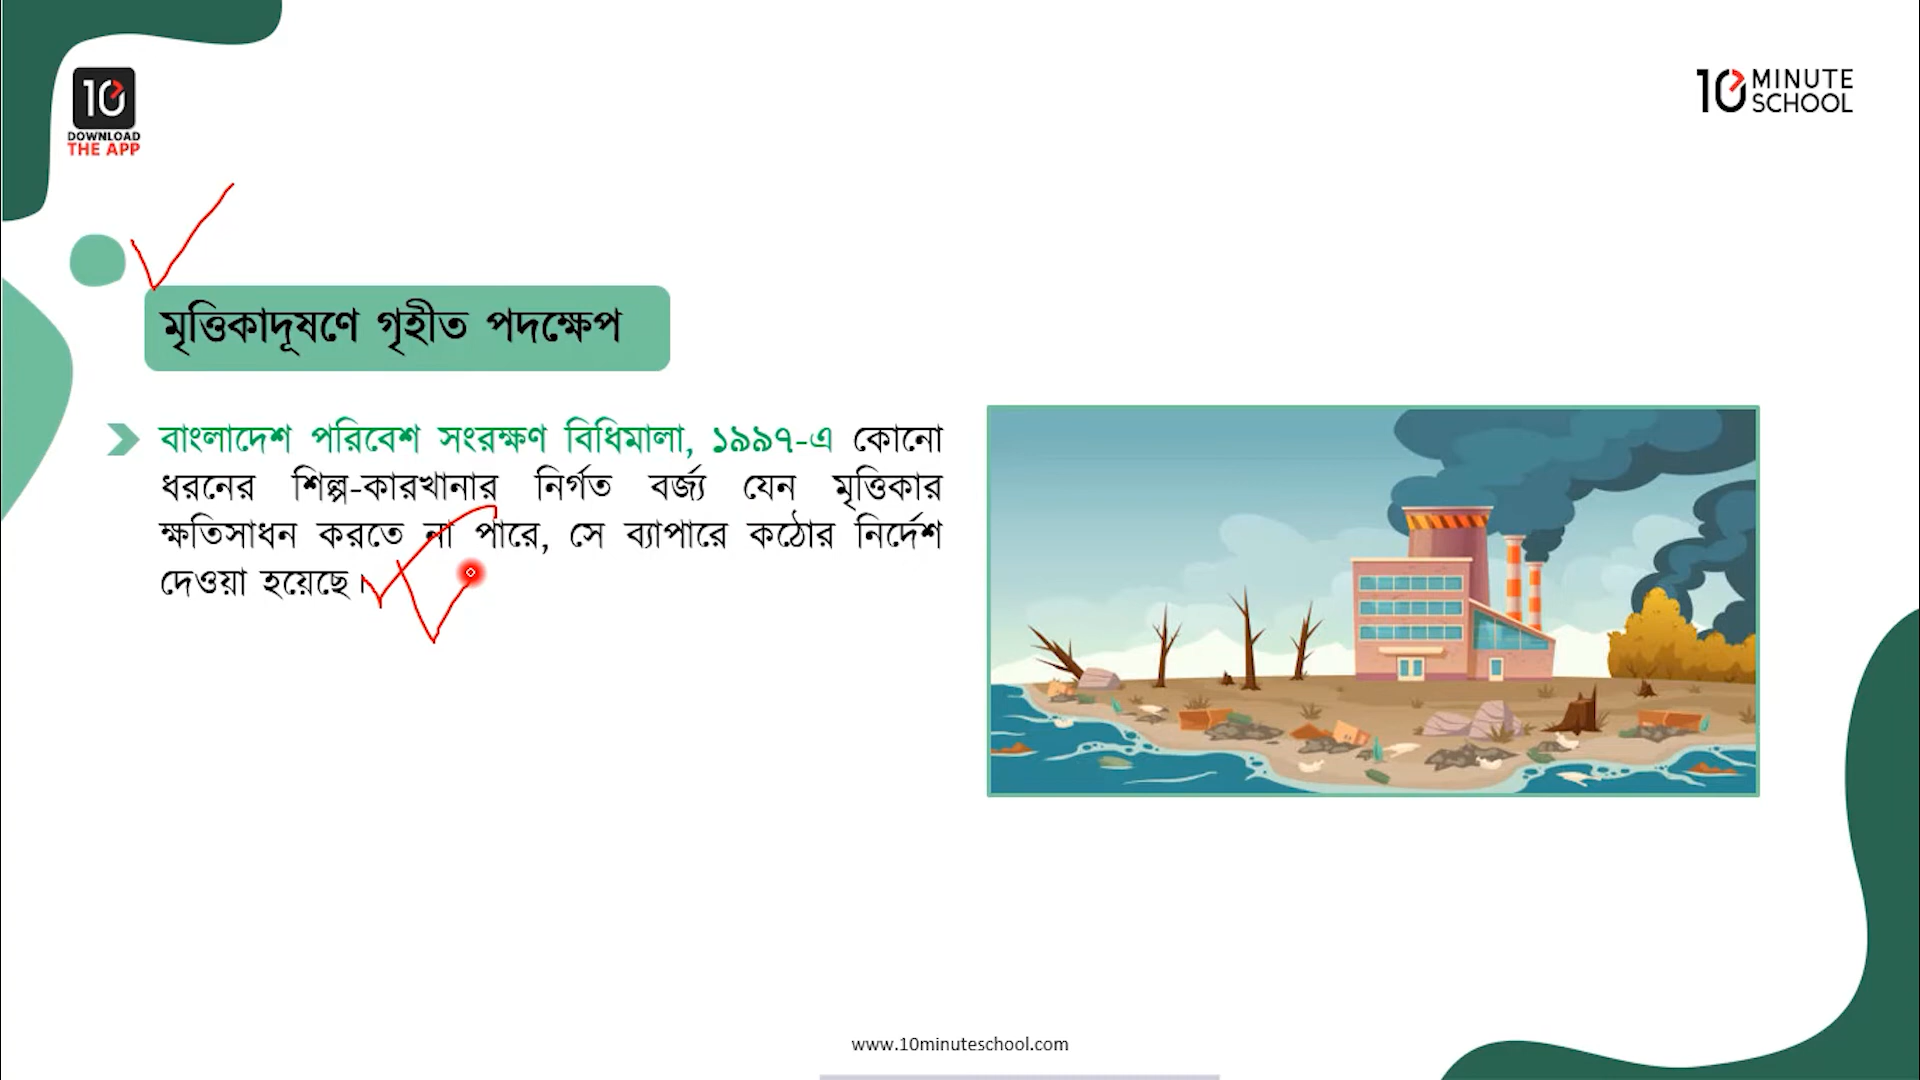 10
DOWNLOAD
THE APP
10 MINUTE
SCHOOL
মৃত্তিকাদূষণে গৃহীত পদক্ষেপ
বাংলাদেশ পরিবেশ সংরক্ষণ বিধিমালা, ১৯৯৭-এ কোনো
ধরনের শিল্প-কারখানার নির্গত বর্জ্য যেন মৃত্তিকার
ক্ষতিসাধন করতে না পারে, সে ব্যাপারে কঠোর নির্দেশ
দেওয়া হয়েছে।
www.10minuteschool.com